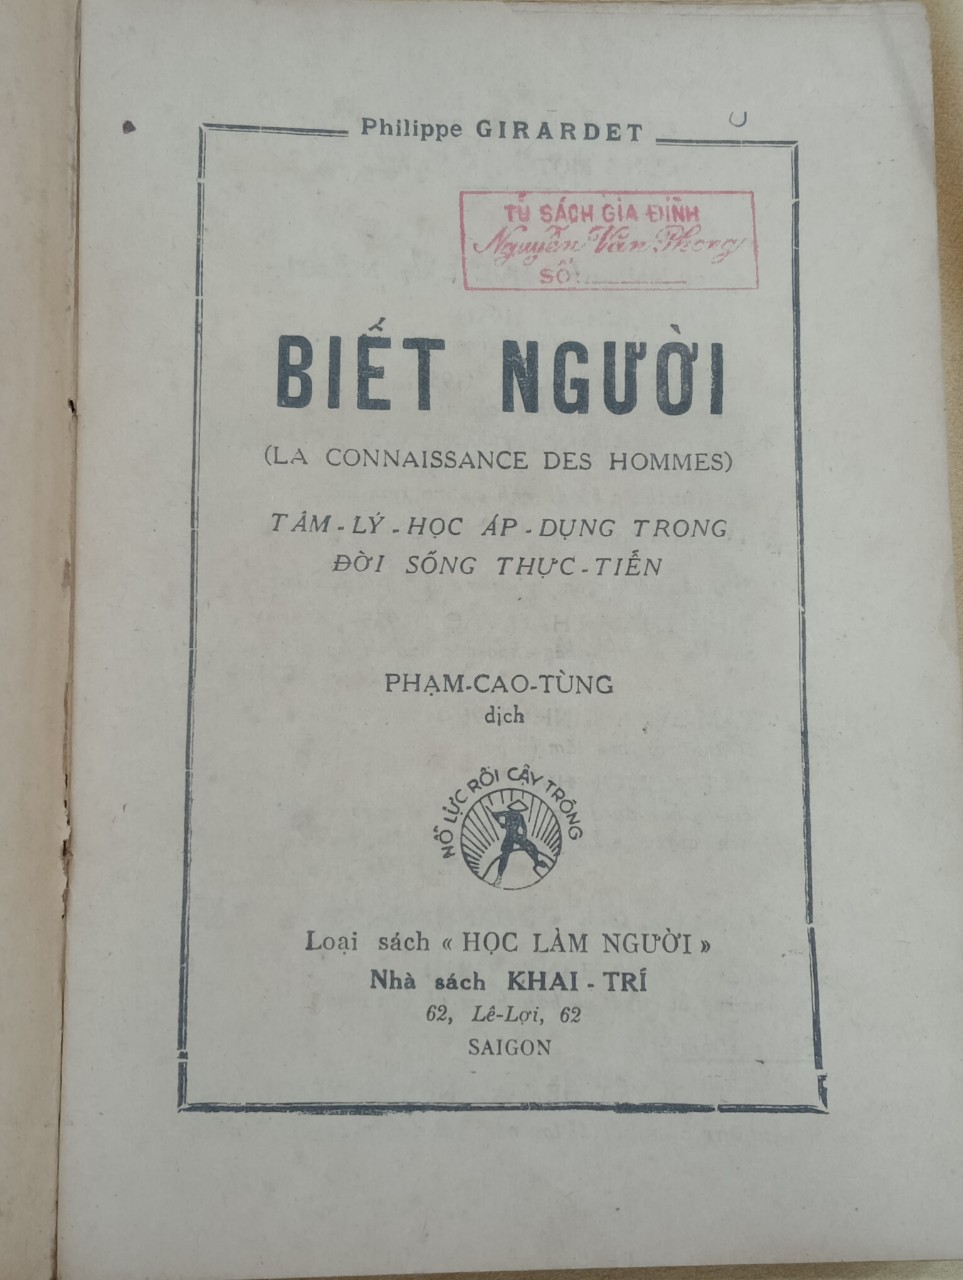 Philippe GIRARDET
TỦ SÁCH GIA ĐÌNH
Nguyễn Văn Phong
SỐ:
BIẾT NGƯỜI
(LA CONNAISSANCE DES HOMMES)
TÂM-LÝ-HỌC ÁP-DỤNG TRONG
ĐỜI SỐNG THỰC-TIỄN
PHẠM-CAO-TÙNG
dịch
NỖ LỰC RỒI CẬY TRÔNG
Loại sách « HỌC LÀM NGƯỜI »
Nhà sách KHAI-TRÍ
62, Lê-Lợi, 62
SAIGON